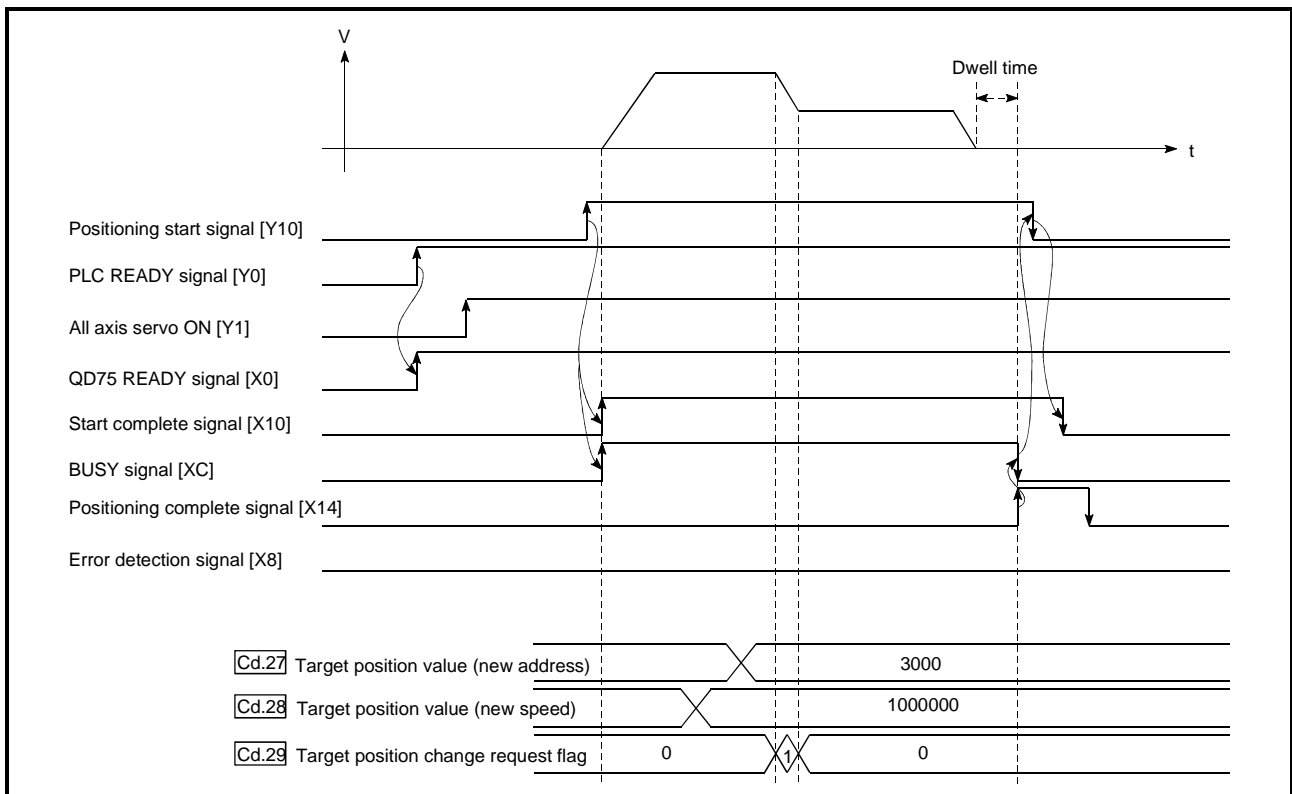 V
Dwell time
t
Positioning start signal [Y10]
PLC READY signal [Y0]
All axis servo ON [Y1]
QD75 READY signal [X0]
Start complete signal [X10]
BUSY signal [XC]
Positioning complete signal [X14]
Error detection signal [X8]
Cd.27 Target position value (new address) 3000
Cd.28 Target position value (new speed) 1000000
Cd.29 Target position change request flag 0 1 0